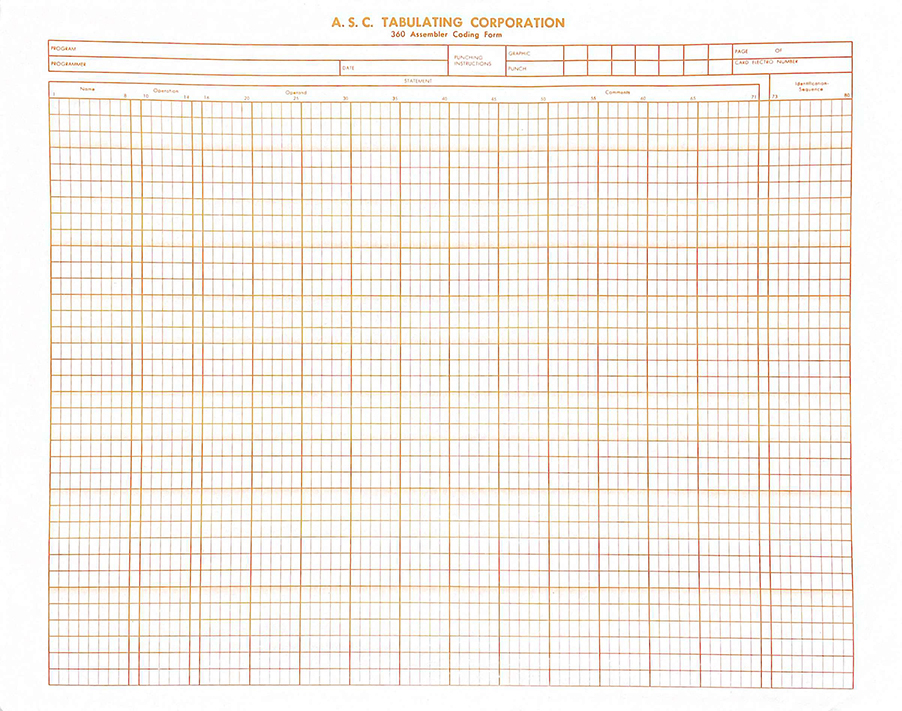 A. S. C. TABULATING CORPORATION
360 Assembler Coding Form
PROGRAM
PROGRAMMER
DATE
PUNCHING
INSTRUCTIONS
GRAPHIC
PUNCH
PAGE OF
CARD ELECTRO NUMBER
STATEMENT
Name Operation Operand Comments
Identification-
Sequence
1 8 10 14 16 20 25 30 35 40 45 50 55 60 65 71 73 80